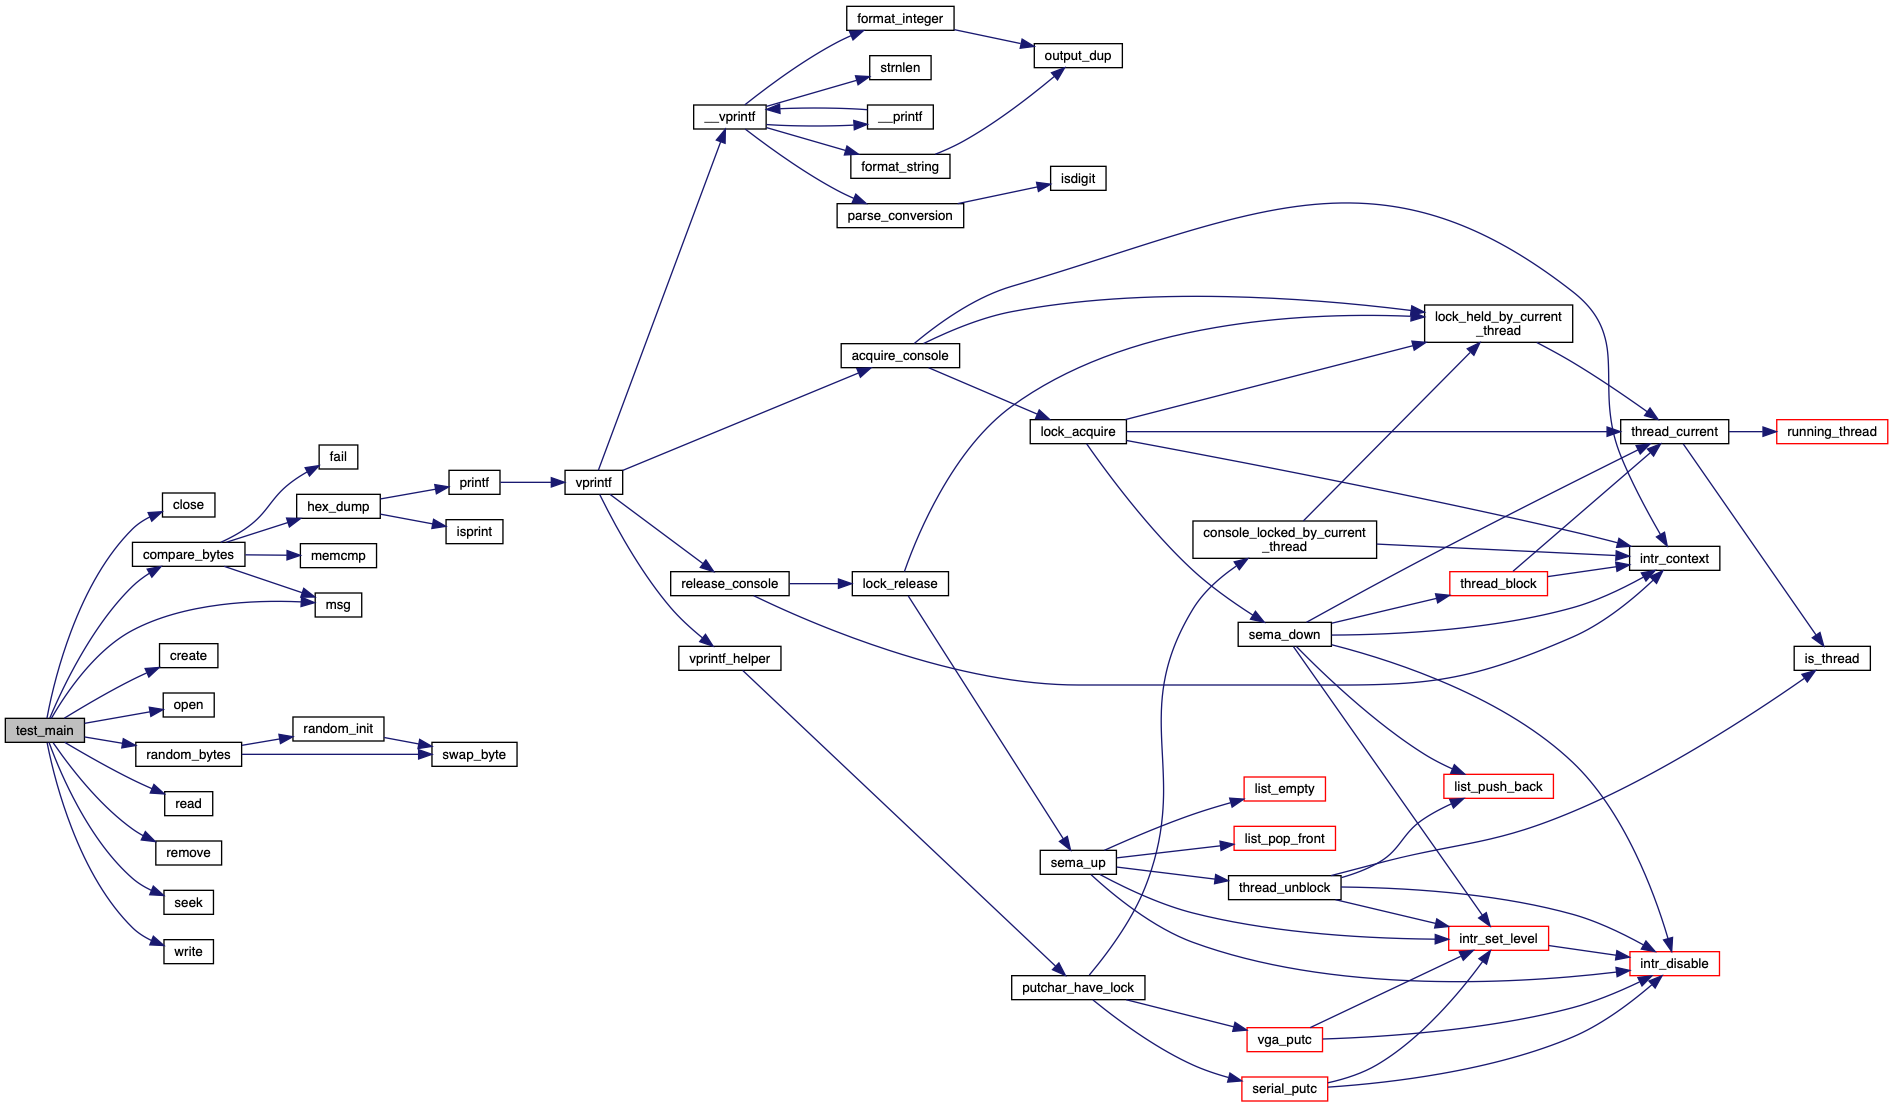 format_integer
output_dup
strnlen
__vprintf
__printf
format_string
isdigit
parse_conversion
lock_held_by_current
_thread
acquire_console
lock_acquire
thread_current
running_thread
fail
printf
vprintf
close
hex_dump
isprint
console_locked_by_current
_thread
compare_bytes
memcmp
intr_context
release_console
lock_release
thread_block
msg
sema_down
create
vprintf_helper
is_thread
open
test_main
random_init
random_bytes
swap_byte
list_push_back
list_empty
read
list_pop_front
remove
sema_up
thread_unblock
seek
intr_set_level
write
intr_disable
putchar_have_lock
vga_putc
serial_putc